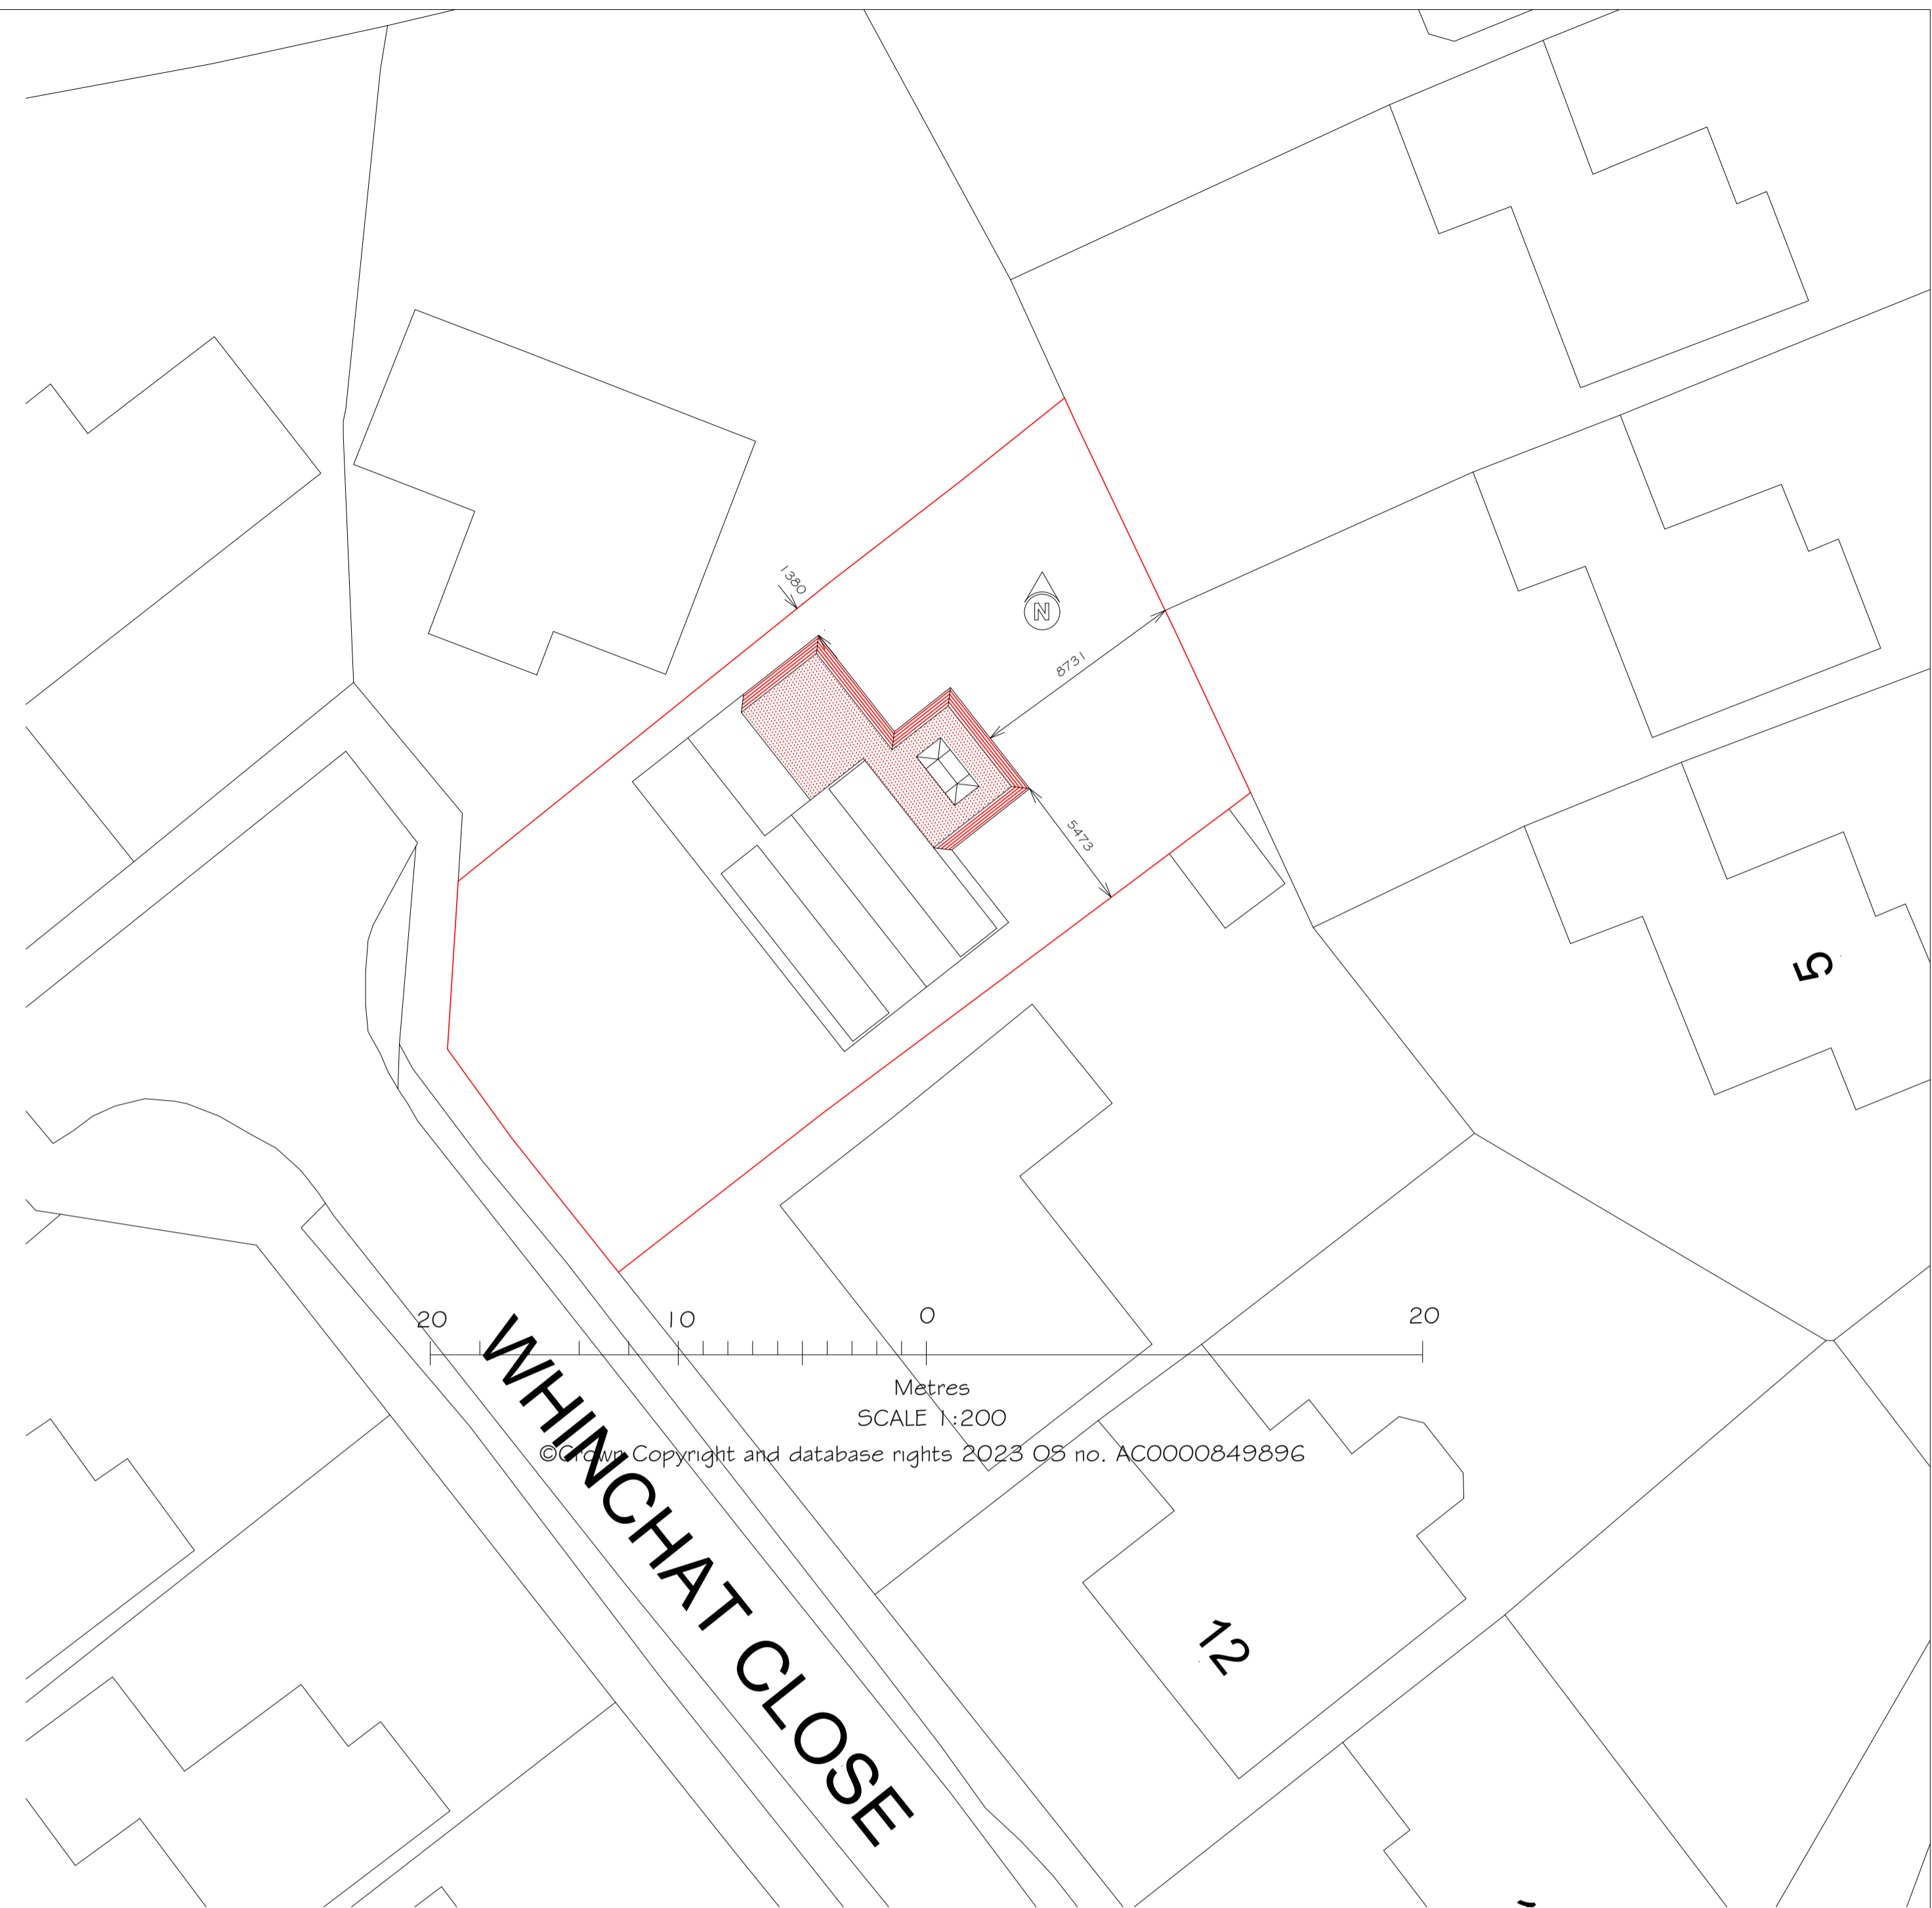 1380
N
8731
5473
5
20 10 0 20
Metres
SCALE 1:200
©Crown Copyright and database rights 2023 OS no. AC0000849896
WHINCHAT CLOSE
12